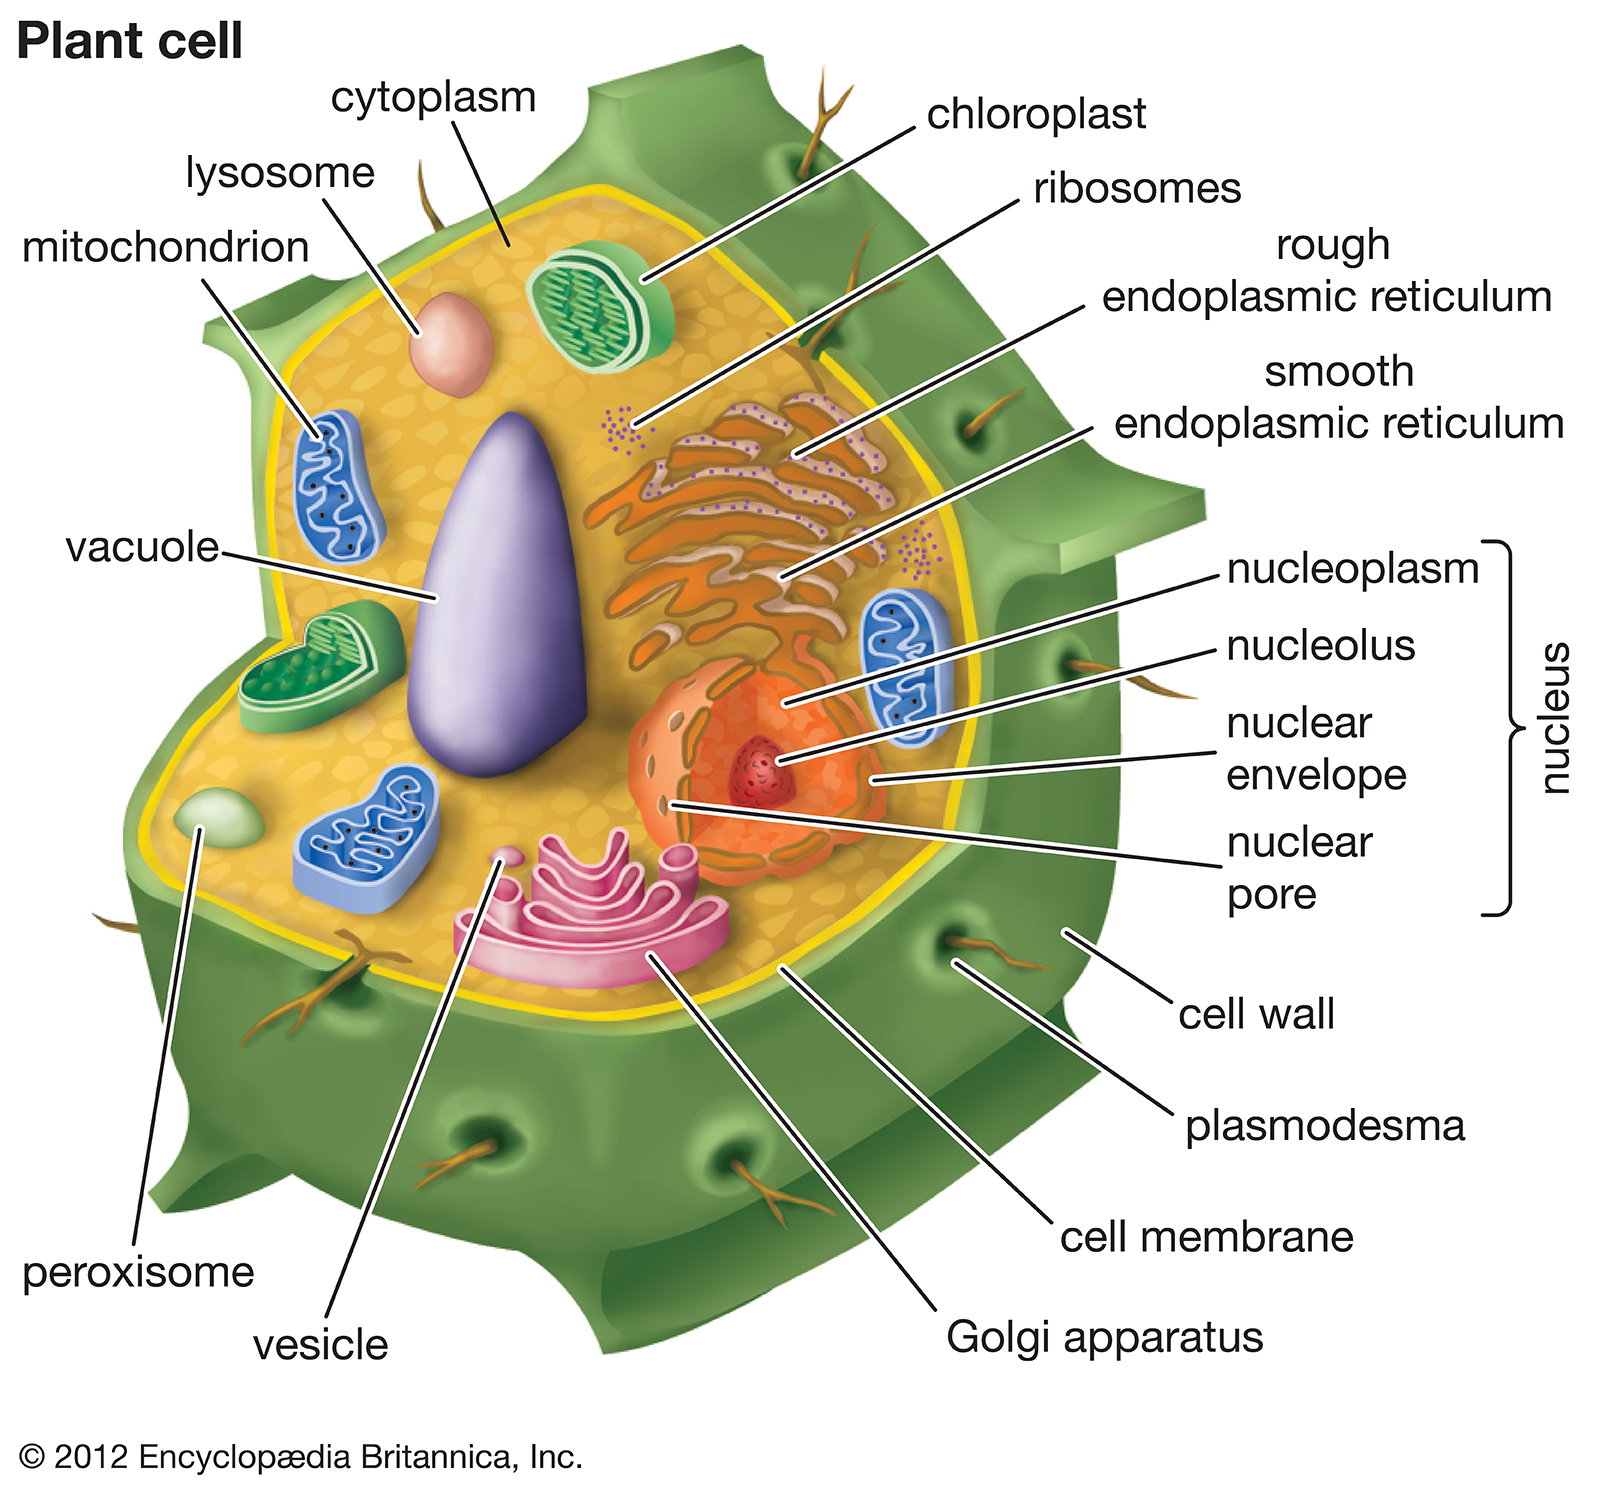 Plant cell
cytoplasm
chloroplast
lysosome
ribosomes
mitochondrion
rough
endoplasmic reticulum
smooth
endoplasmic reticulum
vacuole
nucleoplasm
nucleolus
nuclear
envelope
nuclear
pore
nucleus
cell wall
plasmodesma
cell membrane
peroxisome
vesicle
Golgi apparatus
© 2012 Encyclopædia Britannica, Inc.